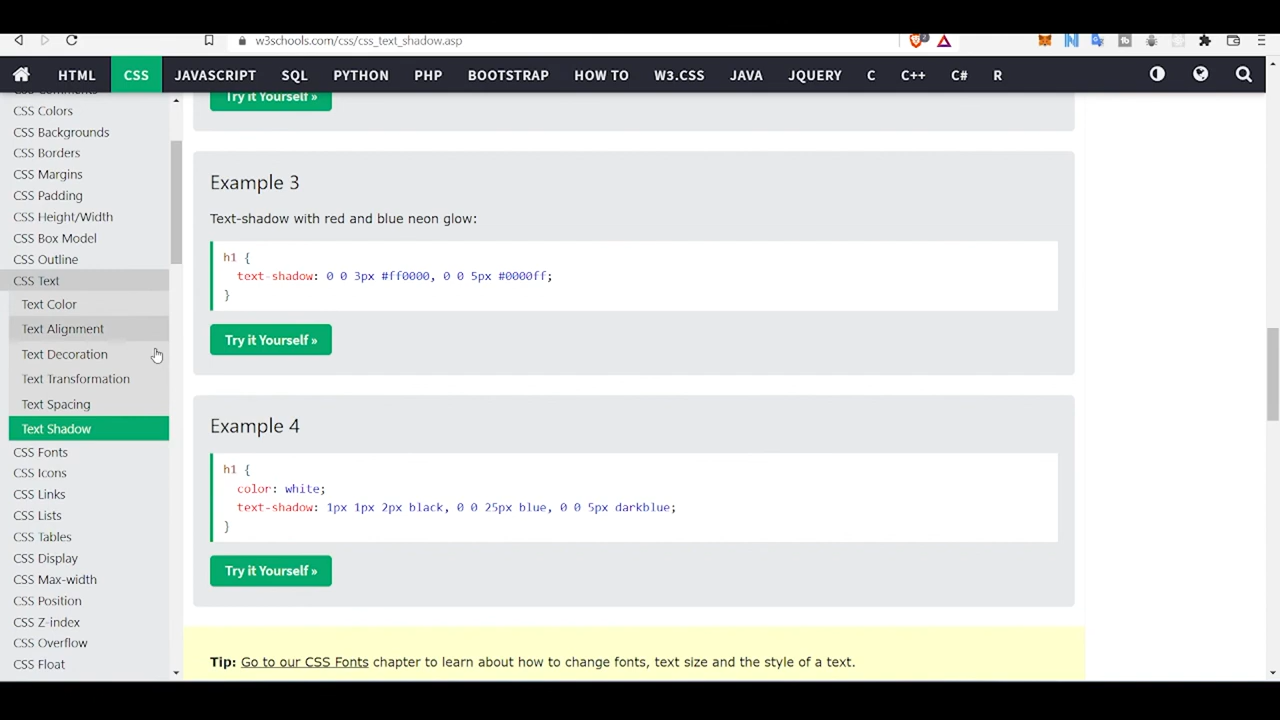 w3schools.com/css/css_text_shadow.asp
HTML CSS JAVASCRIPT SQL PYTHON PHP BOOTSTRAP HOW TO W3.CSS JAVA JQUERY C C++ C# R
CSS Comments
CSS Colors
CSS Backgrounds
CSS Borders
CSS Margins
CSS Padding
CSS Height/Width
CSS Box Model
CSS Outline
CSS Text
Text Color
Text Alignment
Text Decoration
Text Transformation
Text Spacing
Text Shadow
CSS Fonts
CSS Icons
CSS Links
CSS Lists
CSS Tables
CSS Display
CSS Max-width
CSS Position
CSS Z-index
CSS Overflow
CSS Float
Try it Yourself »
Example 3
Text-shadow with red and blue neon glow:
h1 {
text-shadow: 0 0 3px #ff0000, 0 0 5px #0000ff;
}
Try it Yourself »
Example 4
h1 {
color: white;
text-shadow: 1px 1px 2px black, 0 0 25px blue, 0 0 5px darkblue;
}
Try it Yourself »
Tip: Go to our CSS Fonts chapter to learn about how to change fonts, text size and the style of a text.